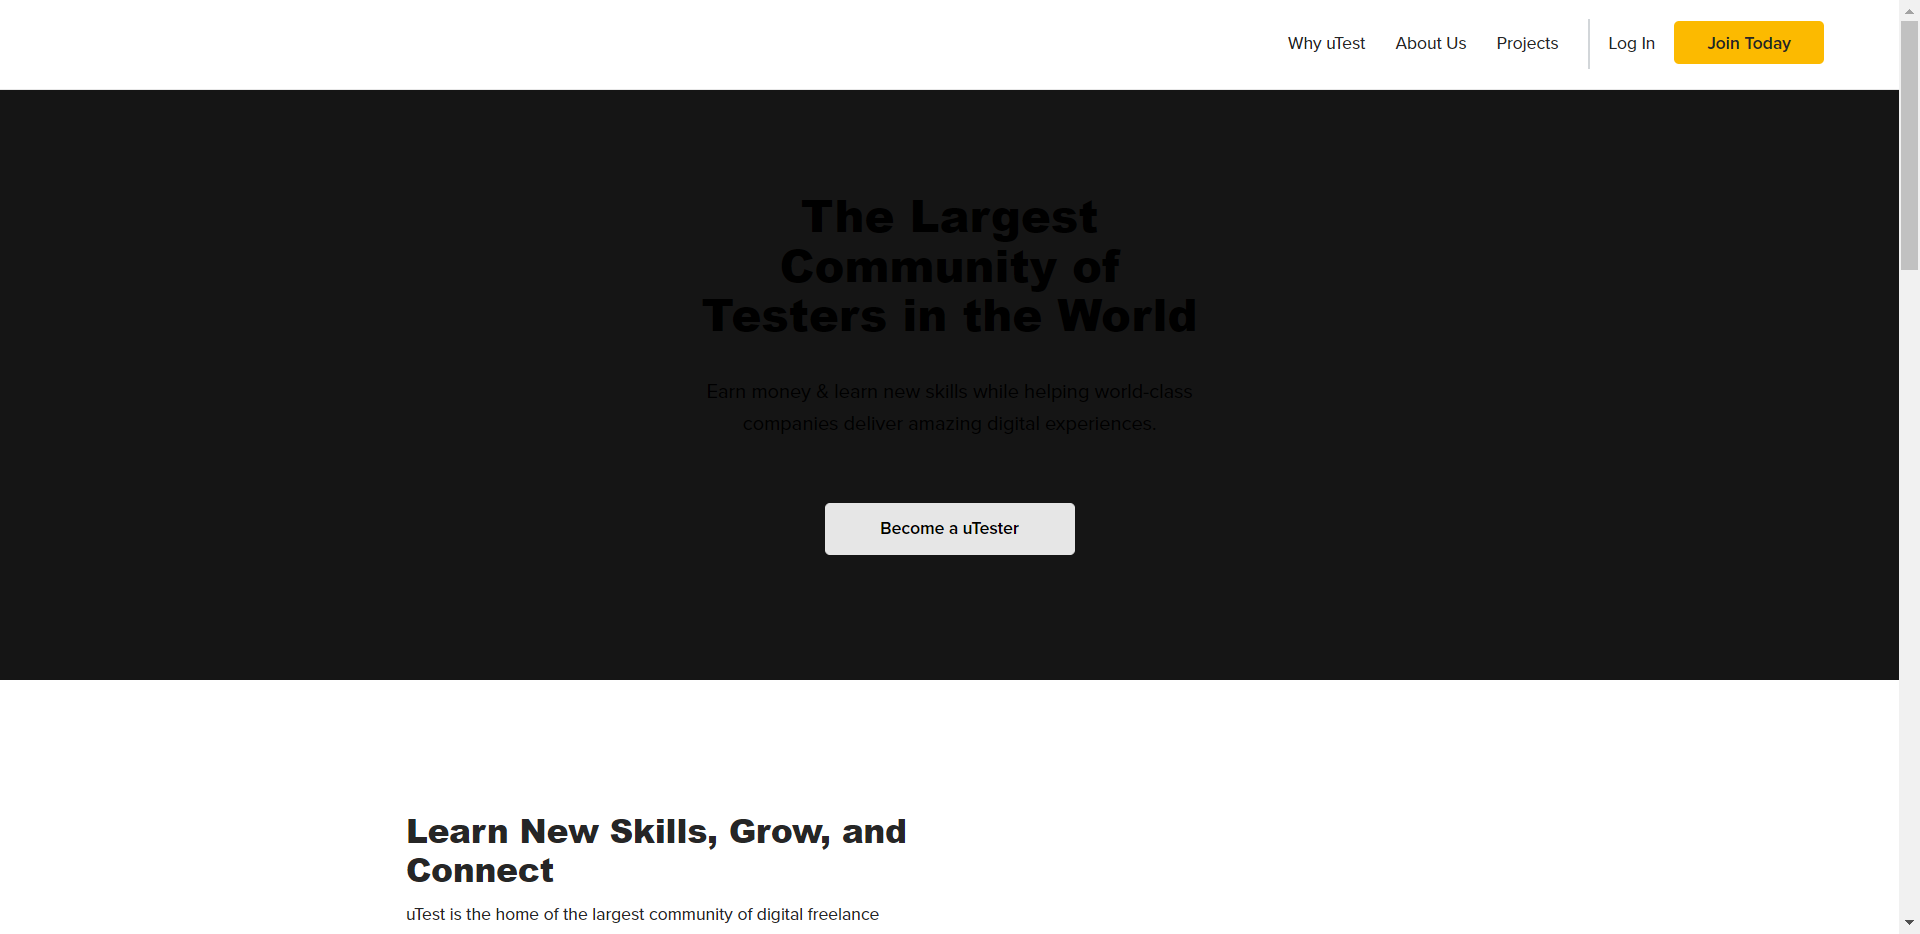 Why uTest
About Us
Projects
Log In
Join Today
The Largest
Community of
Testers in the World
Earn money & learn new skills while helping world-class
companies deliver amazing digital experiences.
Become a uTester
Learn New Skills, Grow, and
Connect
uTest is the home of the largest community of digital freelance